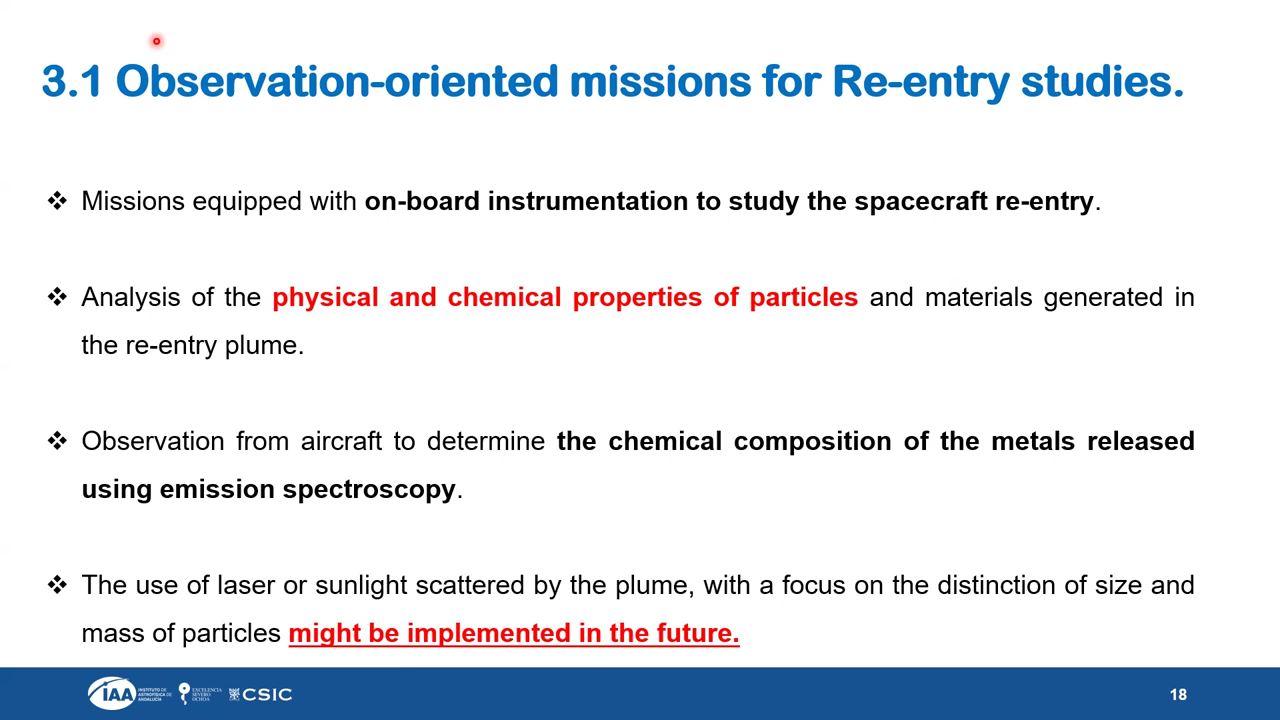 3.1 Observation-oriented missions for Re-entry studies.
❖ Missions equipped with on-board instrumentation to study the spacecraft re-entry.
❖ Analysis of the physical and chemical properties of particles and materials generated in
the re-entry plume.
❖ Observation from aircraft to determine the chemical composition of the metals released
using emission spectroscopy.
❖ The use of laser or sunlight scattered by the plume, with a focus on the distinction of size and
mass of particles might be implemented in the future.
IAA
INSTITUTO DE
ASTROFÍSICA DE
ANDALUCÍA
EXCELENCIA
SEVERO
OCHOA
CSIC
18